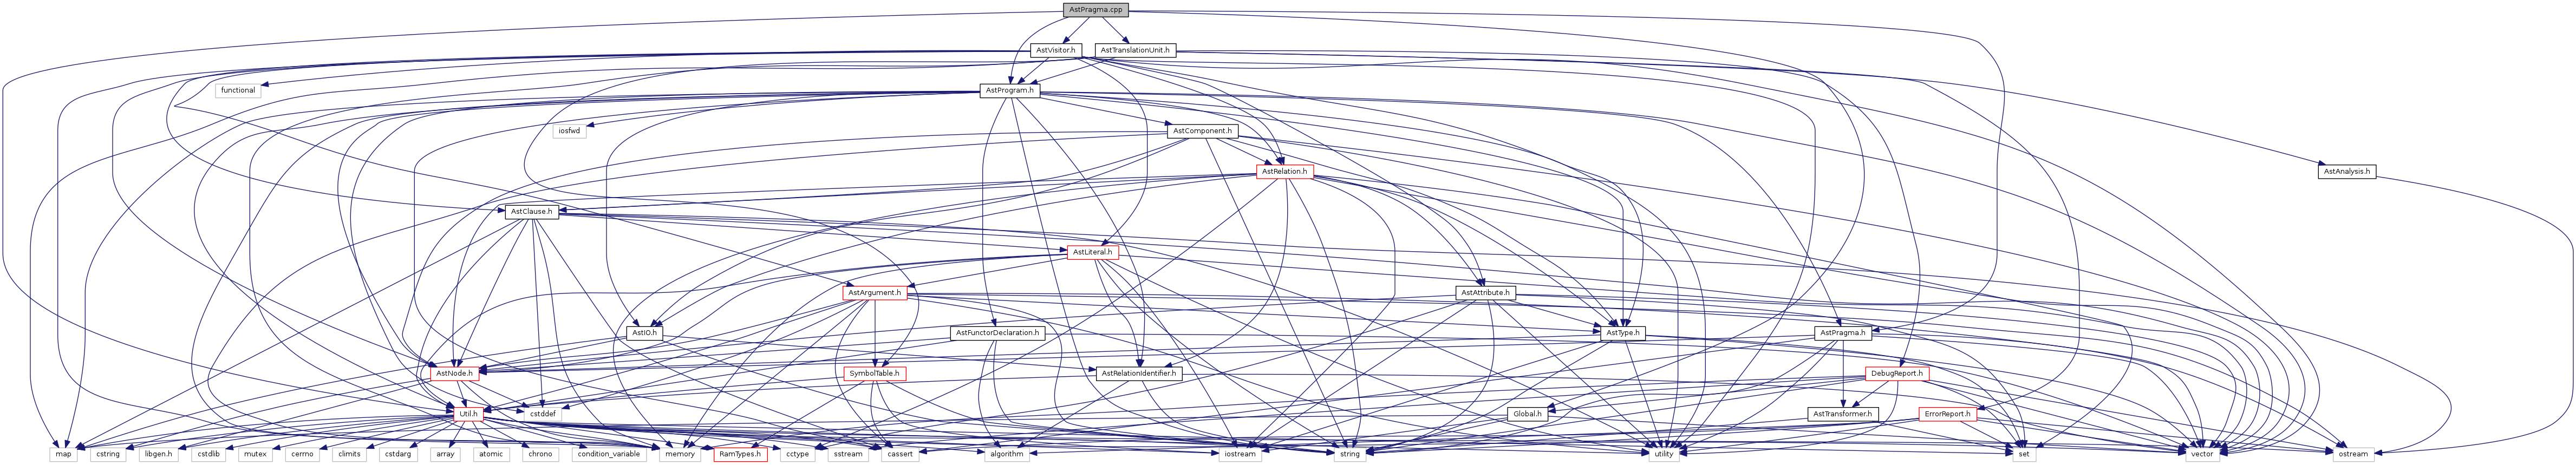 AstPragma.cpp
AstVisitor.h
AstTranslationUnit.h
functional
AstProgram.h
iosfwd
AstComponent.h
AstRelation.h
AstAnalysis.h
AstClause.h
AstLiteral.h
AstArgument.h
AstAttribute.h
AstIO.h
AstFunctorDeclaration.h
AstType.h
AstPragma.h
AstNode.h
SymbolTable.h
AstRelationIdentifier.h
DebugReport.h
Util.h
cstddef
Global.h
AstTransformer.h
ErrorReport.h
map
cstring
libgen.h
cstdlib
mutex
cerrno
climits
cstdarg
array
atomic
chrono
condition_variable
memory
RamTypes.h
cctype
sstream
cassert
algorithm
iostream
string
utility
set
vector
ostream